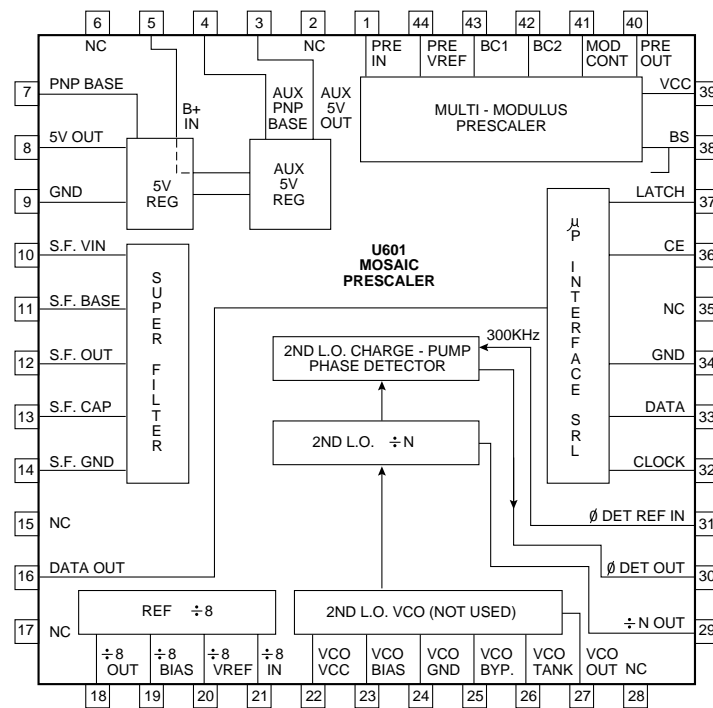 6 5 4 3 2 1 44 43 42 41 40
NC NC PRE IN PRE VREF BC1 BC2 MOD CONT PRE OUT
7 PNP BASE
B+ IN
AUX PNP BASE
AUX 5V OUT
MULTI - MODULUS
PRESCALER
VCC 39
8 5V OUT
BS 38
5V
REG
AUX
5V
REG
9 GND
LATCH 37
10 S.F. VIN
CE 36
U601
MOSAIC
PRESCALER
SUPER FILTER
µP INTERFACE SRL
11 S.F. BASE
NC 35
300KHz
12 S.F. OUT
2ND L.O. CHARGE - PUMP
PHASE DETECTOR
GND 34
13 S.F. CAP
DATA 33
2ND L.O. ÷N
14 S.F. GND
CLOCK 32
15 NC
Ø DET REF IN 31
16 DATA OUT
Ø DET OUT 30
REF ÷8
2ND L.O. VCO (NOT USED)
17 NC
÷N OUT 29
÷8 OUT ÷8 BIAS ÷8 VREF ÷8 IN VCO VCC VCO BIAS VCO GND VCO BYP. VCO TANK VCO OUT NC
18 19 20 21 22 23 24 25 26 27 28